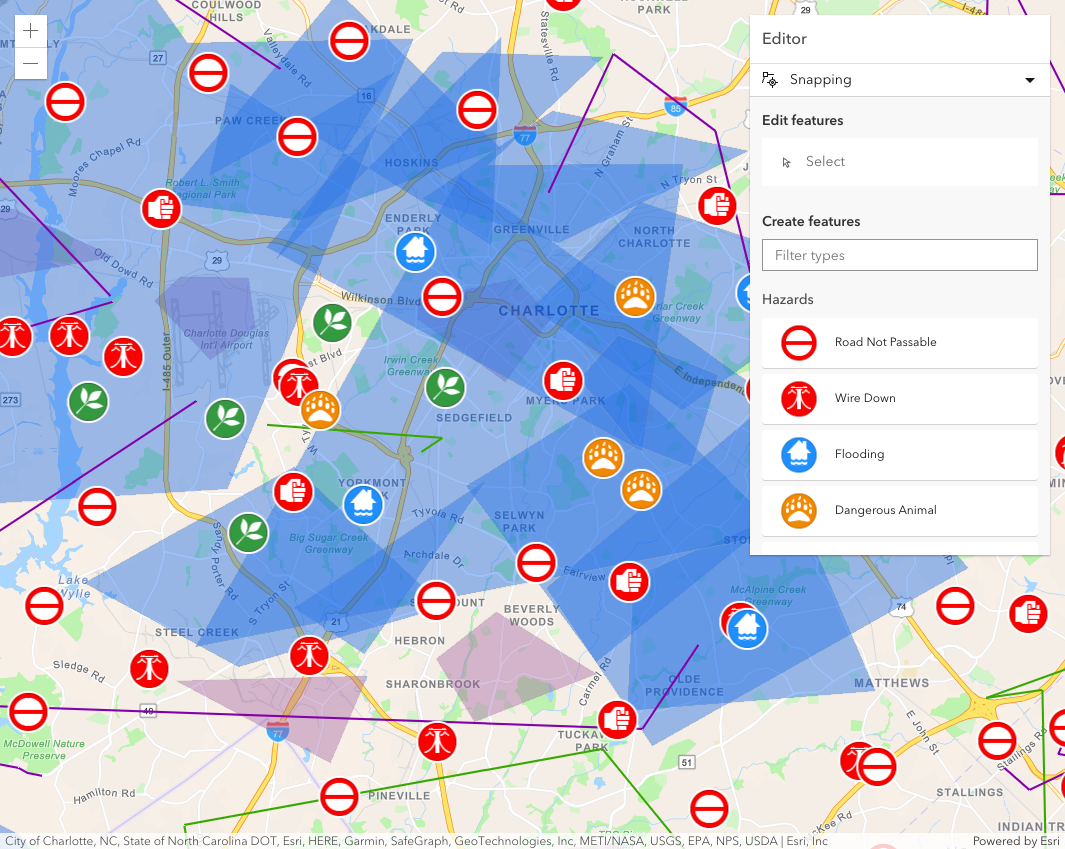 COULWOOD
HILLS
OAKDALE
PARK
29
I-485
Editor
Snapping
Edit features
Select
Create features
Filter types
Hazards
Road Not Passable
Wire Down
Flooding
Dangerous Animal
+
−
27
Valleydale Rd
Statesville Rd
16
85
PAW CREEK
77
N Graham St
Moores Chapel Rd
HOSKINS
N Tryon St
Robert L. Smith
Regional Park
29
ENDERLY
PARK
GREENVILLE
NORTH
CHARLOTTE
Old Dowd Rd
29
Wilkinson Blvd
CHARLOTTE
Briar Creek
Greenway
Charlotte Douglas
Int'l Airport
I-485 Outer
Irwin Creek
Greenway
E Independence
273
MYERS PARK
SEDGEFIELD
YORKMONT
Tyvola Rd
SELWYN
PARK
Big Sugar Creek
Greenway
Sandy Porter Rd
Archdale Dr
Fairview
McAlpine Creek
Greenway
Lake
Wylie
S Tryon St
21
BEVERLY
WOODS
74
STEEL CREEK
HEBRON
Sledge Rd
SHARONBROOK
Carmel Rd
OLDE
PROVIDENCE
MATTHEWS
49
77
E John St
McDowell Nature
Preserve
PARK
51
Stallings Rd
Hamilton Rd
PINEVILLE
STALLINGS
INDIAN TR
City of Charlotte, NC, State of North Carolina DOT, Esri, HERE, Garmin, SafeGraph, GeoTechnologies, Inc, METI/NASA, USGS, EPA, NPS, USDA | Esri, Inc
Powered by Esri